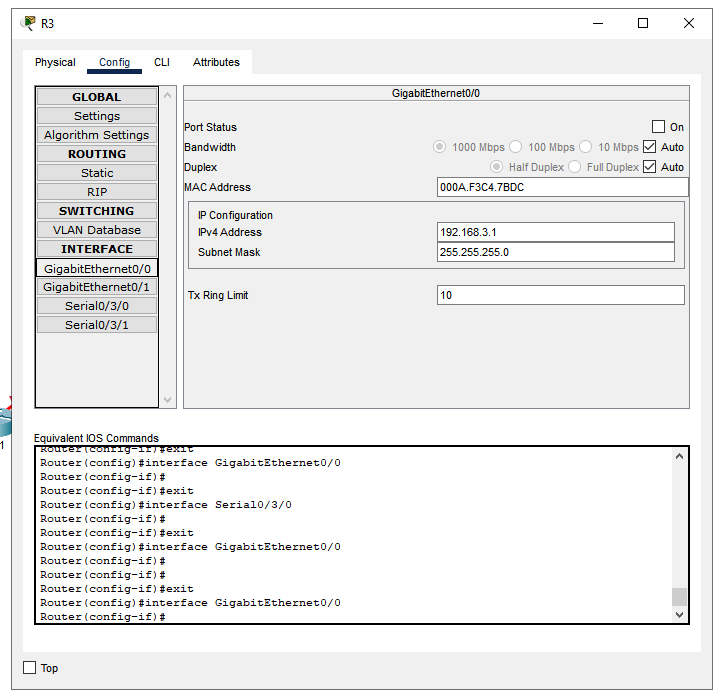 R3
Physical Config CLI Attributes
GLOBAL
Settings
Algorithm Settings
ROUTING
Static
RIP
SWITCHING
VLAN Database
INTERFACE
GigabitEthernet0/0
GigabitEthernet0/1
Serial0/3/0
Serial0/3/1
GigabitEthernet0/0
Port Status On
Bandwidth 1000 Mbps 100 Mbps 10 Mbps Auto
Duplex Half Duplex Full Duplex Auto
MAC Address 000A.F3C4.7BDC
IP Configuration
IPv4 Address 192.168.3.1
Subnet Mask 255.255.255.0
Tx Ring Limit 10
1
Equivalent IOS Commands
Router(config-if)#exit
Router(config)#interface GigabitEthernet0/0
Router(config-if)#
Router(config-if)#exit
Router(config)#interface Serial0/3/0
Router(config-if)#
Router(config-if)#exit
Router(config)#interface GigabitEthernet0/0
Router(config-if)#
Router(config-if)#
Router(config-if)#exit
Router(config)#interface GigabitEthernet0/0
Router(config-if)#
Top